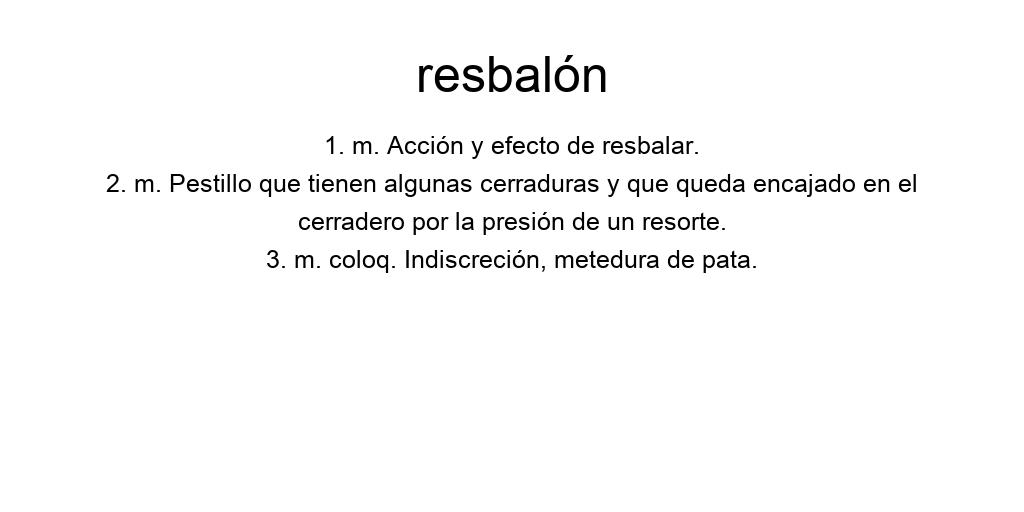 resbalón
1. m. Acción y efecto de resbalar.
2. m. Pestillo que tienen algunas cerraduras y que queda encajado en el
cerradero por la presión de un resorte.
3. m. coloq. Indiscreción, metedura de pata.